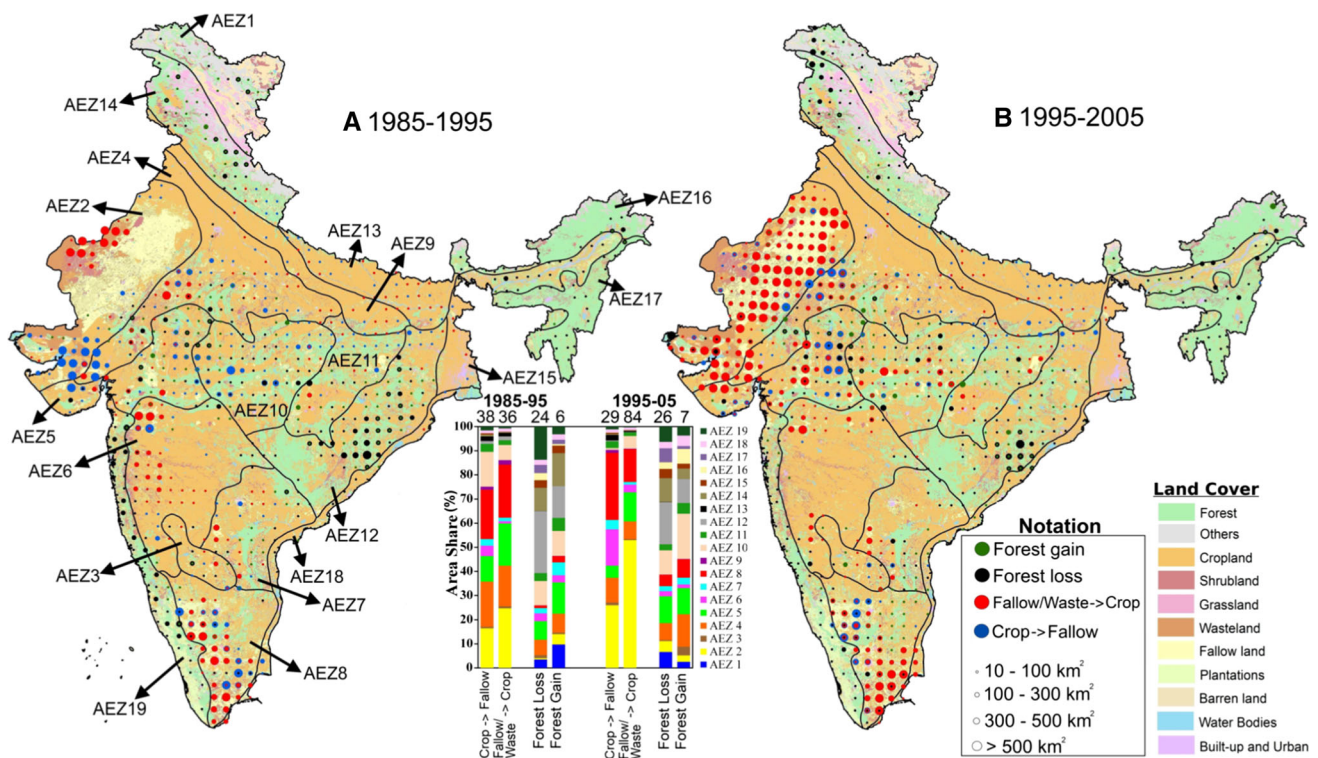 A 1985-1995
AEZ1
AEZ14
AEZ4
AEZ2
AEZ13
AEZ9
AEZ16
AEZ17
AEZ11
AEZ15
AEZ10
AEZ5
AEZ6
AEZ12
AEZ18
AEZ3
AEZ7
AEZ8
AEZ19
B 1995-2005
1985-95
1995-05
38 36 24 6
29 84 26 7
Area Share (%)
100
90
80
70
60
50
40
30
20
10
0
Crop -> Fallow
Fallow/ -> Crop
Waste
Forest Loss
Forest Gain
Crop -> Fallow
Fallow/ -> Crop
Waste
Forest Loss
Forest Gain
AEZ 19
AEZ 18
AEZ 17
AEZ 16
AEZ 15
AEZ 14
AEZ 13
AEZ 12
AEZ 11
AEZ 10
AEZ 9
AEZ 8
AEZ 7
AEZ 6
AEZ 5
AEZ 4
AEZ 3
AEZ 2
AEZ 1
Notation
Forest gain
Forest loss
Fallow/Waste->Crop
Crop->Fallow
10 - 100 km²
100 - 300 km²
300 - 500 km²
> 500 km²
Land Cover
Forest
Others
Cropland
Shrubland
Grassland
Wasteland
Fallow land
Plantations
Barren land
Water Bodies
Built-up and Urban